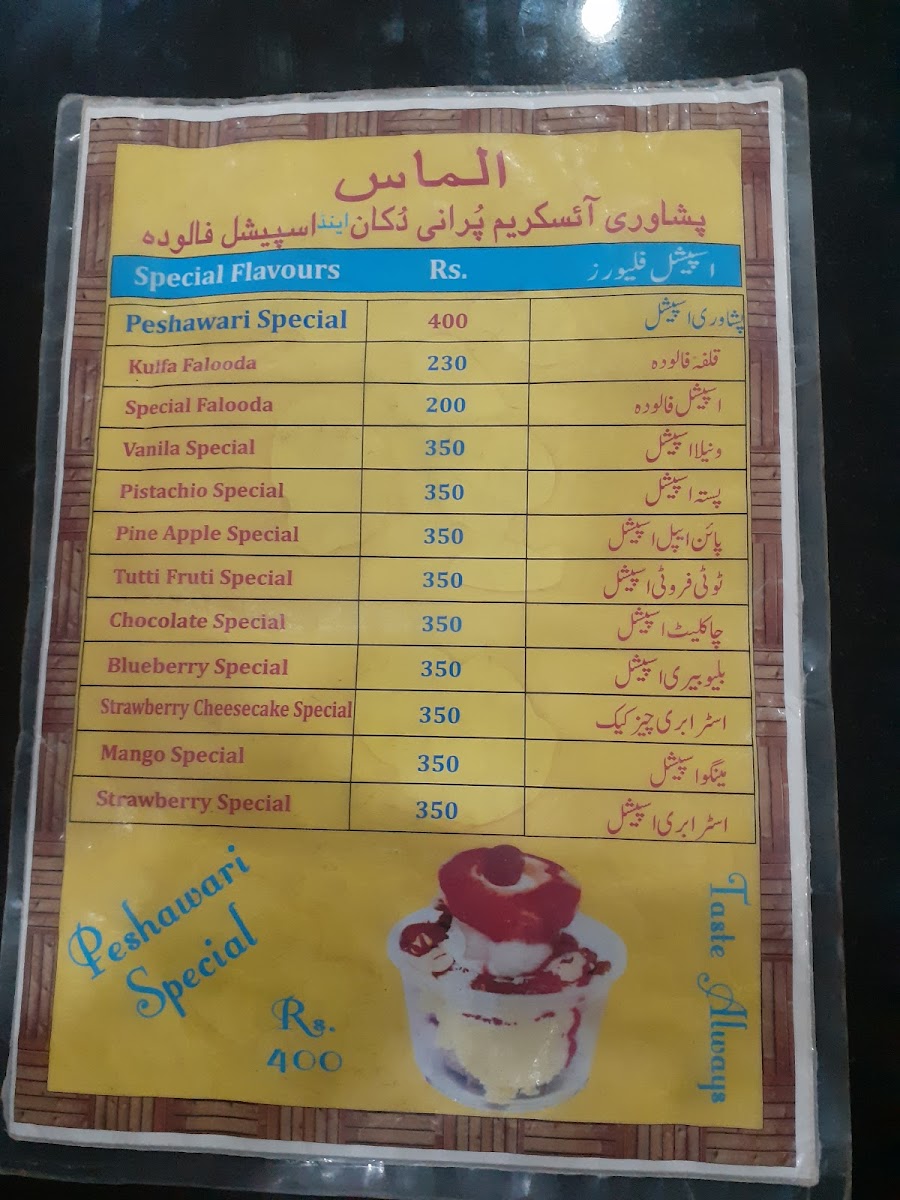 الماس
پشاوری آئسکریم پُرانی دُکان اینڈ اسپیشل فالودہ
Special Flavours Rs. اسپیشل فلیورز
Peshawari Special 400 پشاوری اسپیشل
Kulfa Falooda 230 قلفہ فالودہ
Special Falooda 200 اسپیشل فالودہ
Vanila Special 350 ونیلا اسپیشل
Pistachio Special 350 پستہ اسپیشل
Pine Apple Special 350 پائن ایپل اسپیشل
Tutti Fruti Special 350 ٹوٹی فروٹی اسپیشل
Chocolate Special 350 چاکلیٹ اسپیشل
Blueberry Special 350 بلیو بیری اسپیشل
Strawberry Cheesecake Special 350 اسٹرابری چیز کیک
Mango Special 350 مینگو اسپیشل
Strawberry Special 350 اسٹرابری اسپیشل
Peshawari
Special
Rs.
400
Taste Always